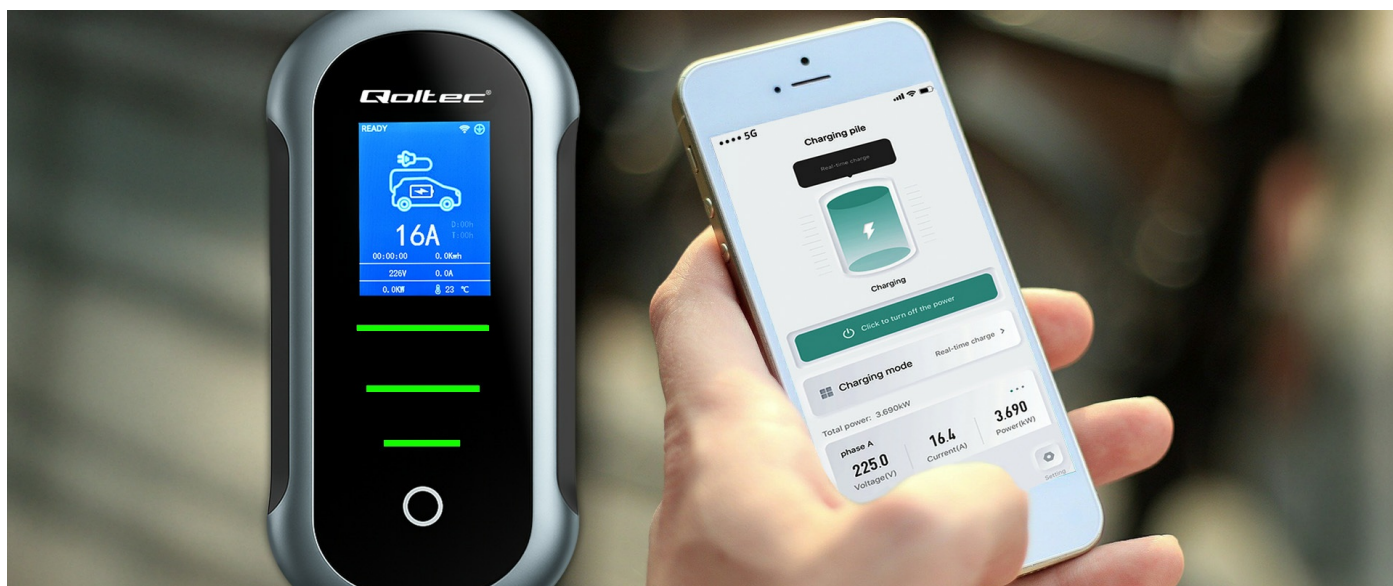 Qoltec®
READY
16A
D:00h
T:00h
00:00:00 0.0Kwh
226V 0.0A
0.0KW 23 ℃
5G
Charging pile
Real-time charge
Charging
Click to turn off the power
Charging mode Real-time charge >
Total power: 3.690kW
phase A
225.0 16.4 3.690
Voltage(V) Current(A) Power(kW)
Setting